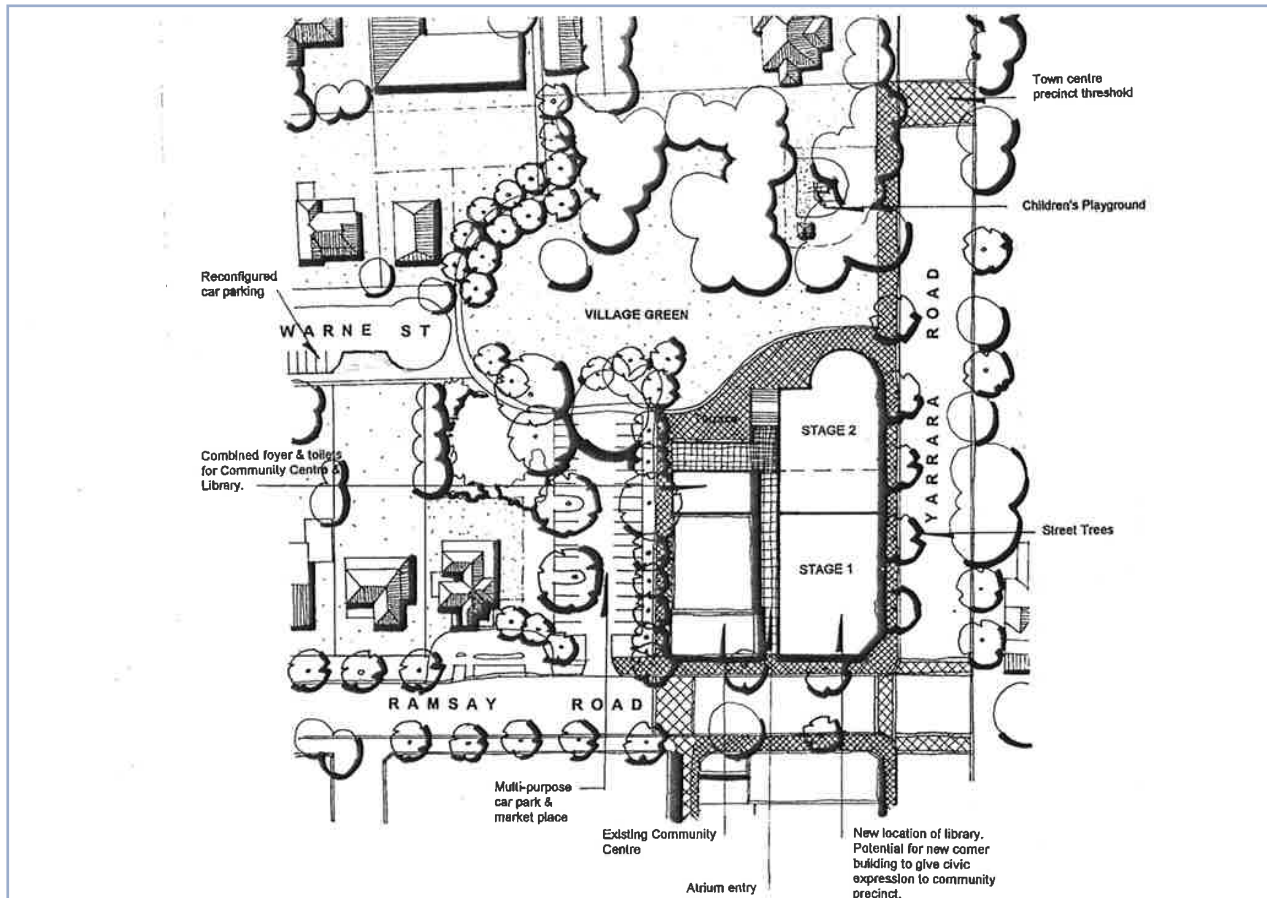 Town centre
precinct threshold
Children's Playground
Reconfigured
car parking
WARNE ST
VILLAGE GREEN
YARRARA ROAD
STAGE 2
Combined foyer & toilets
for Community Centre &
Library.
Street Trees
STAGE 1
RAMSAY ROAD
Multi-purpose
car park &
market place
Existing Community
Centre
Atrium entry
New location of library.
Potential for new corner
building to give civic
expression to community
precinct.